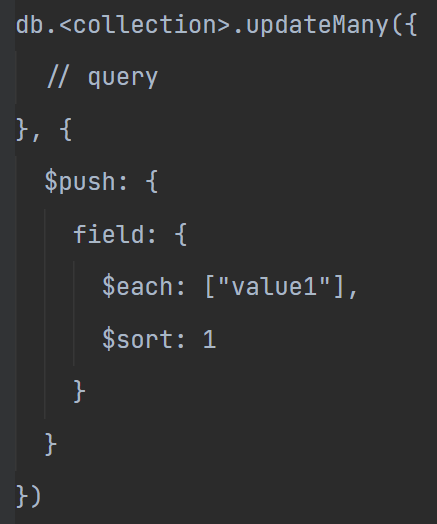 db.<collection>.updateMany({
  // query
}, {
  $push: {
    field: {
      $each: ["value1"],
      $sort: 1
    }
  }
})